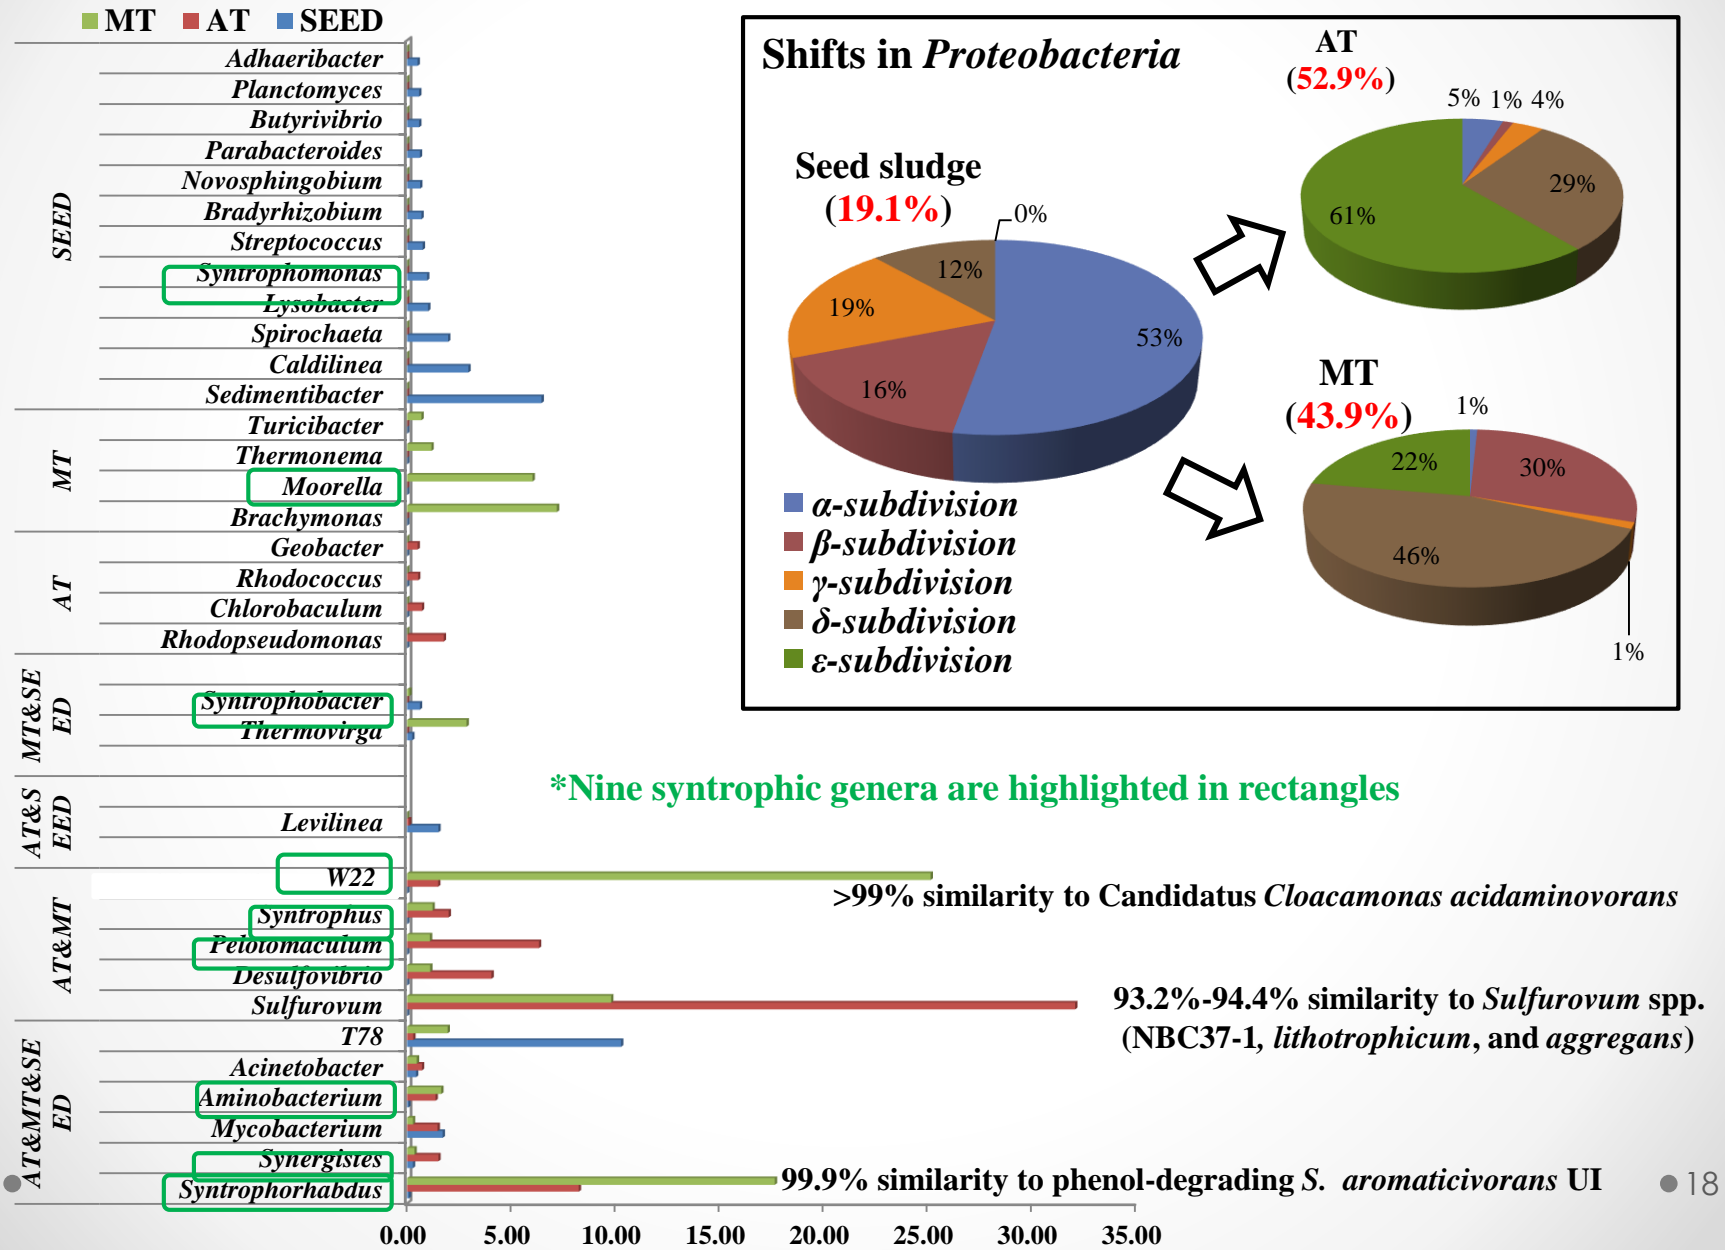 MT AT SEED
SEED
Adhaeribacter
Planctomyces
Butyrivibrio
Parabacteroides
Novosphingobium
Bradyrhizobium
Streptococcus
Syntrophomonas
Lysobacter
Spirochaeta
Caldilinea
Sedimentibacter
MT
Turicibacter
Thermonema
Moorella
Brachymonas
AT
Geobacter
Rhodococcus
Chlorobaculum
Rhodopseudomonas
MT&SE
ED
Syntrophobacter
Thermovirga
AT&S
EED
Levilinea
AT&MT
W22
Syntrophus
Pelotomaculum
Desulfovibrio
Sulfurovum
AT&MT&SE
ED
T78
Acinetobacter
Aminobacterium
Mycobacterium
Synergistes
Syntrophorhabdus
0.00 5.00 10.00 15.00 20.00 25.00 30.00 35.00
Shifts in Proteobacteria
Seed sludge
(19.1%)
0%
12%
19%
53%
16%
AT
(52.9%)
5% 1% 4%
29%
61%
MT
(43.9%)
1%
22%
30%
46%
1%
α-subdivision
β-subdivision
γ-subdivision
δ-subdivision
ε-subdivision
*Nine syntrophic genera are highlighted in rectangles
>99% similarity to Candidatus Cloacamonas acidaminovorans
93.2%-94.4% similarity to Sulfurovum spp.
(NBC37-1, lithotrophicum, and aggregans)
99.9% similarity to phenol-degrading S. aromaticivorans UI
18